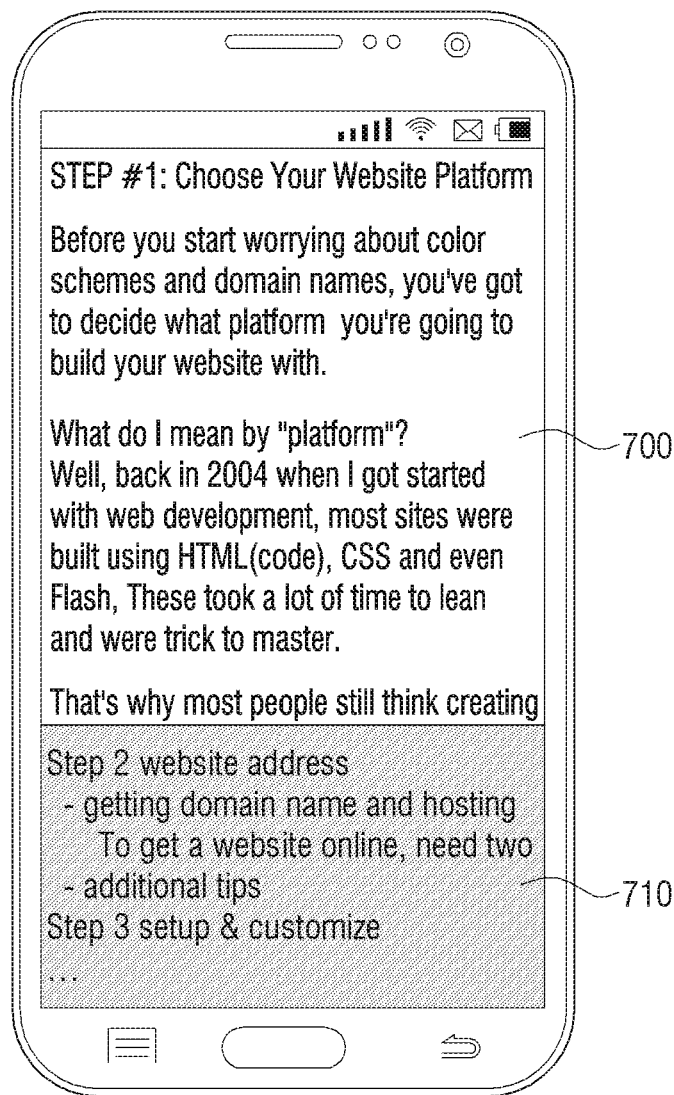 STEP #1: Choose Your Website Platform
Before you start worrying about color
schemes and domain names, you've got
to decide what platform you're going to
build your website with.
What do I mean by "platform"?
Well, back in 2004 when I got started
with web development, most sites were
built using HTML(code), CSS and even
Flash, These took a lot of time to lean
and were trick to master.
That's why most people still think creating
Step 2 website address
- getting domain name and hosting
To get a website online, need two
- additional tips
Step 3 setup & customize
...
700
710